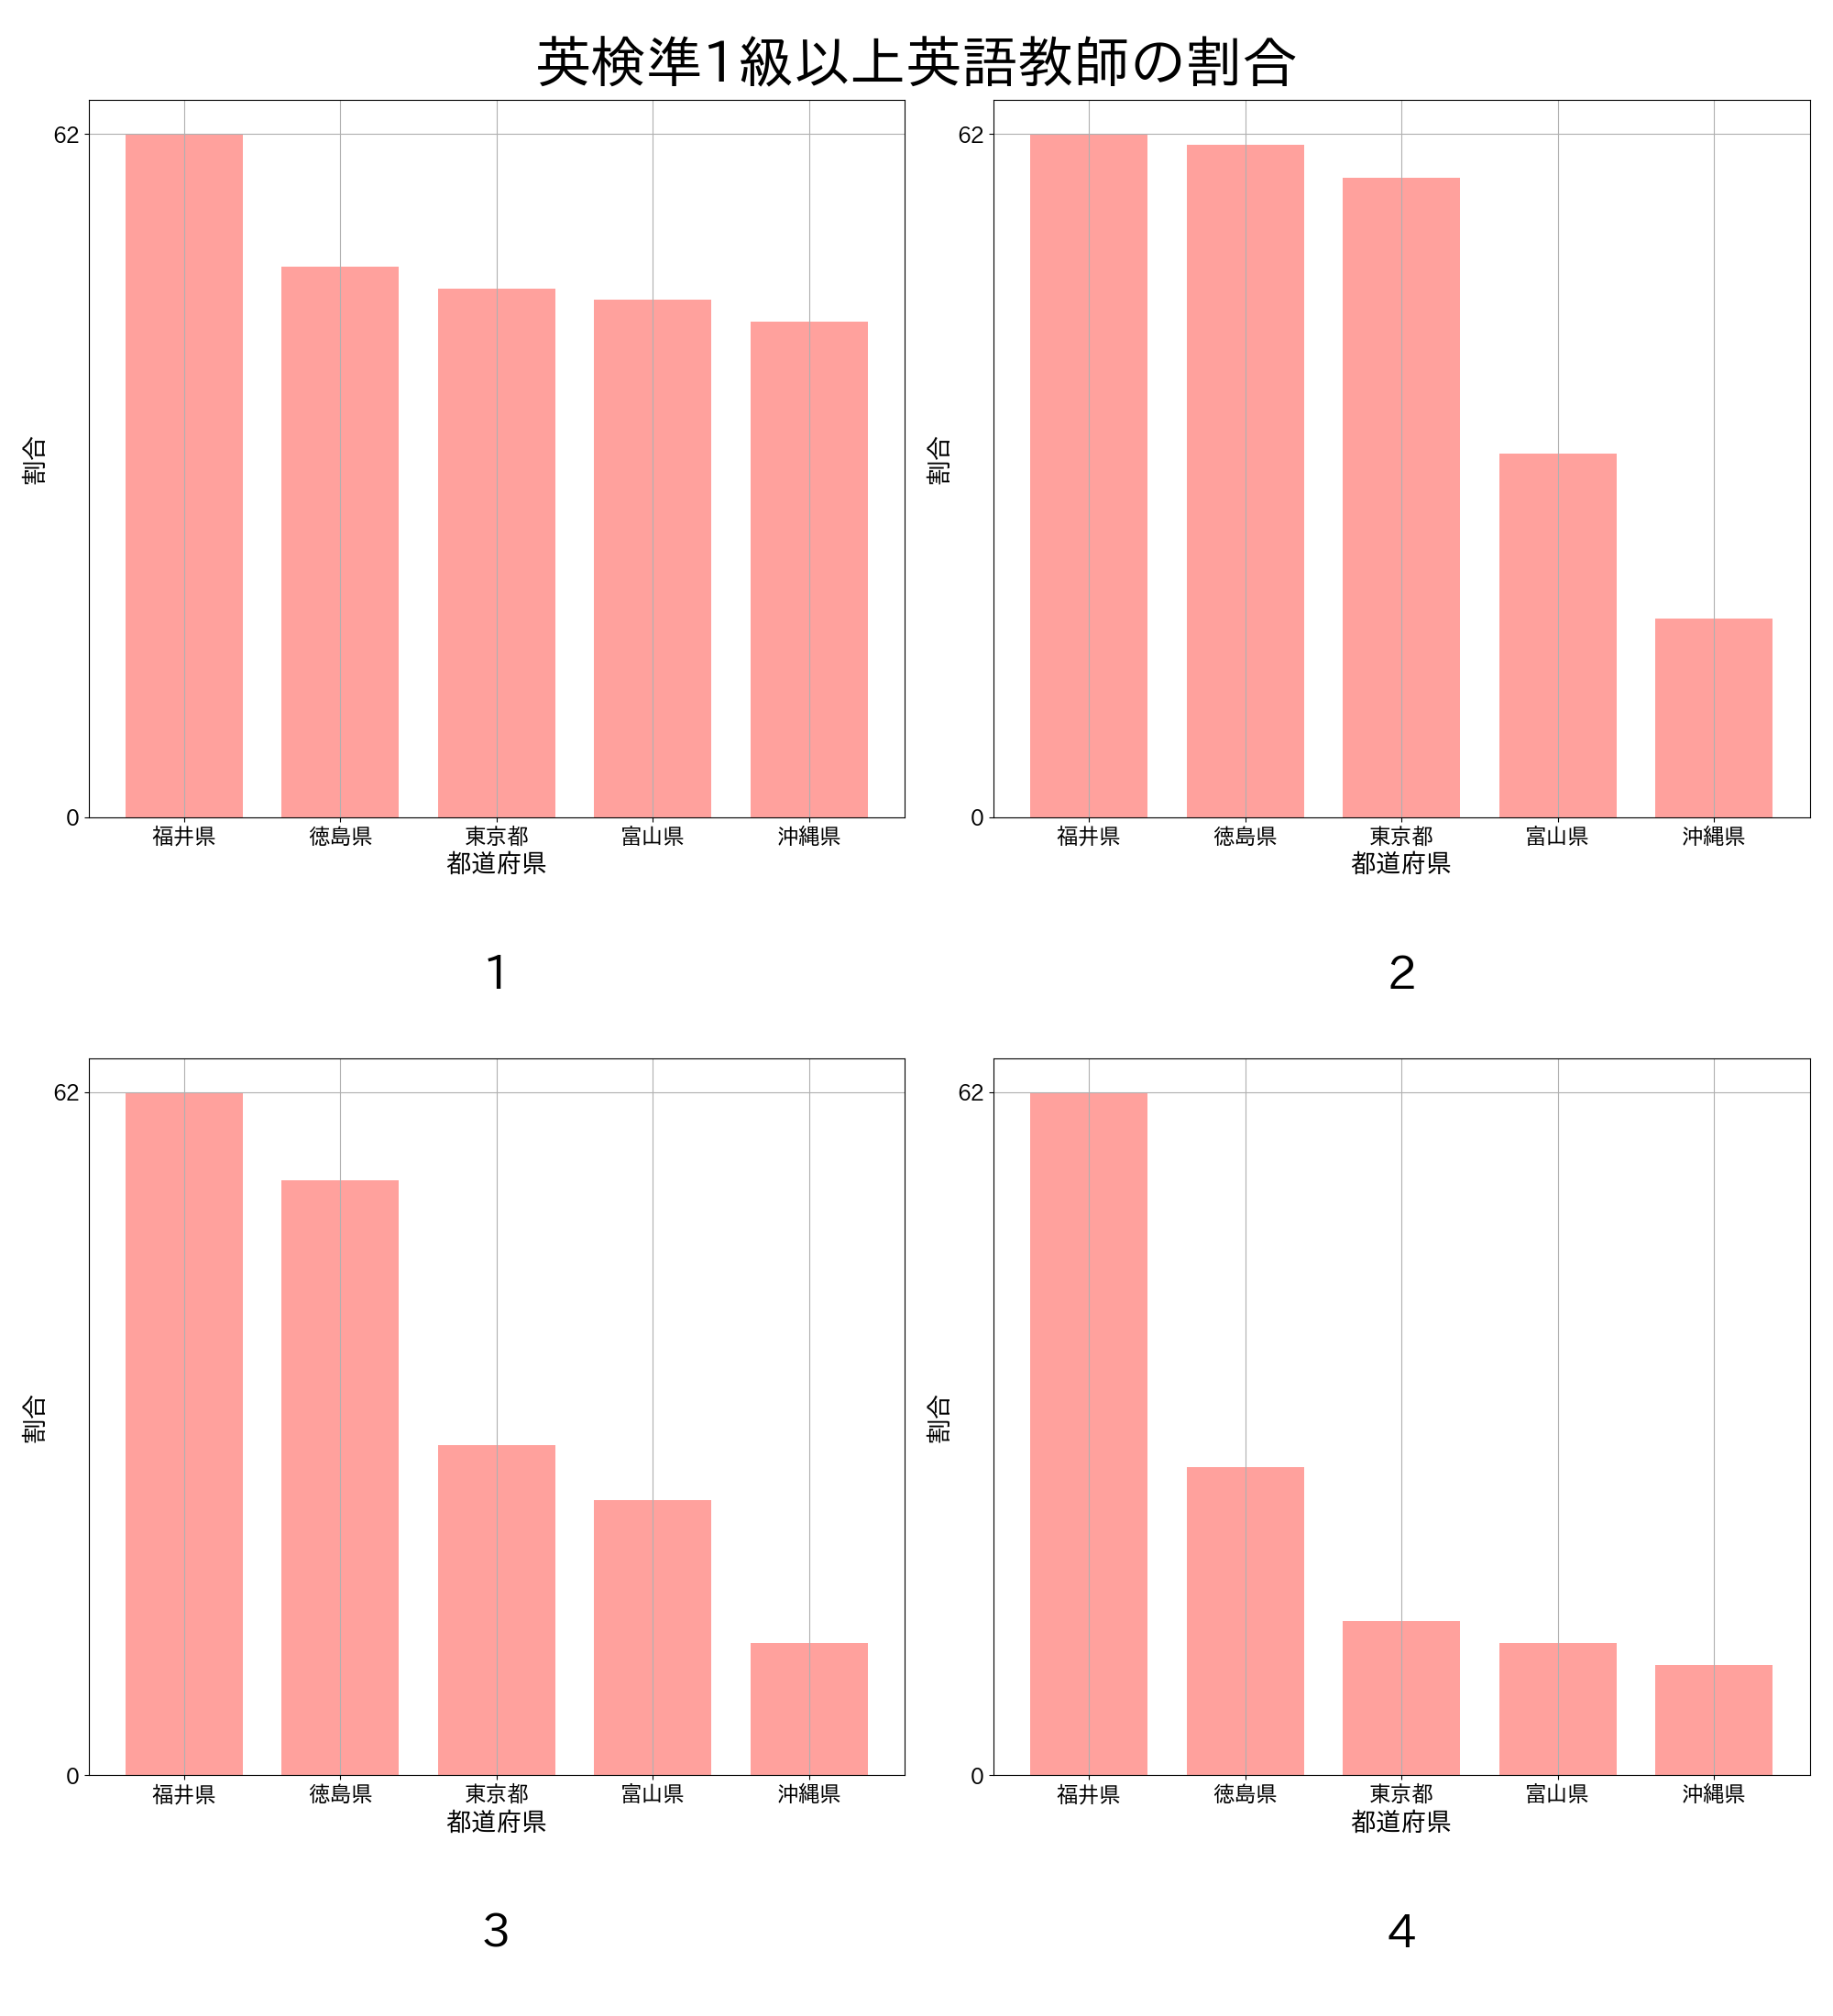 英検準1級以上英語教師の割合
62
0
割合
福井県 徳島県 東京都 富山県 沖縄県
都道府県
1
62
0
割合
福井県 徳島県 東京都 富山県 沖縄県
都道府県
2
62
0
割合
福井県 徳島県 東京都 富山県 沖縄県
都道府県
3
62
0
割合
福井県 徳島県 東京都 富山県 沖縄県
都道府県
4